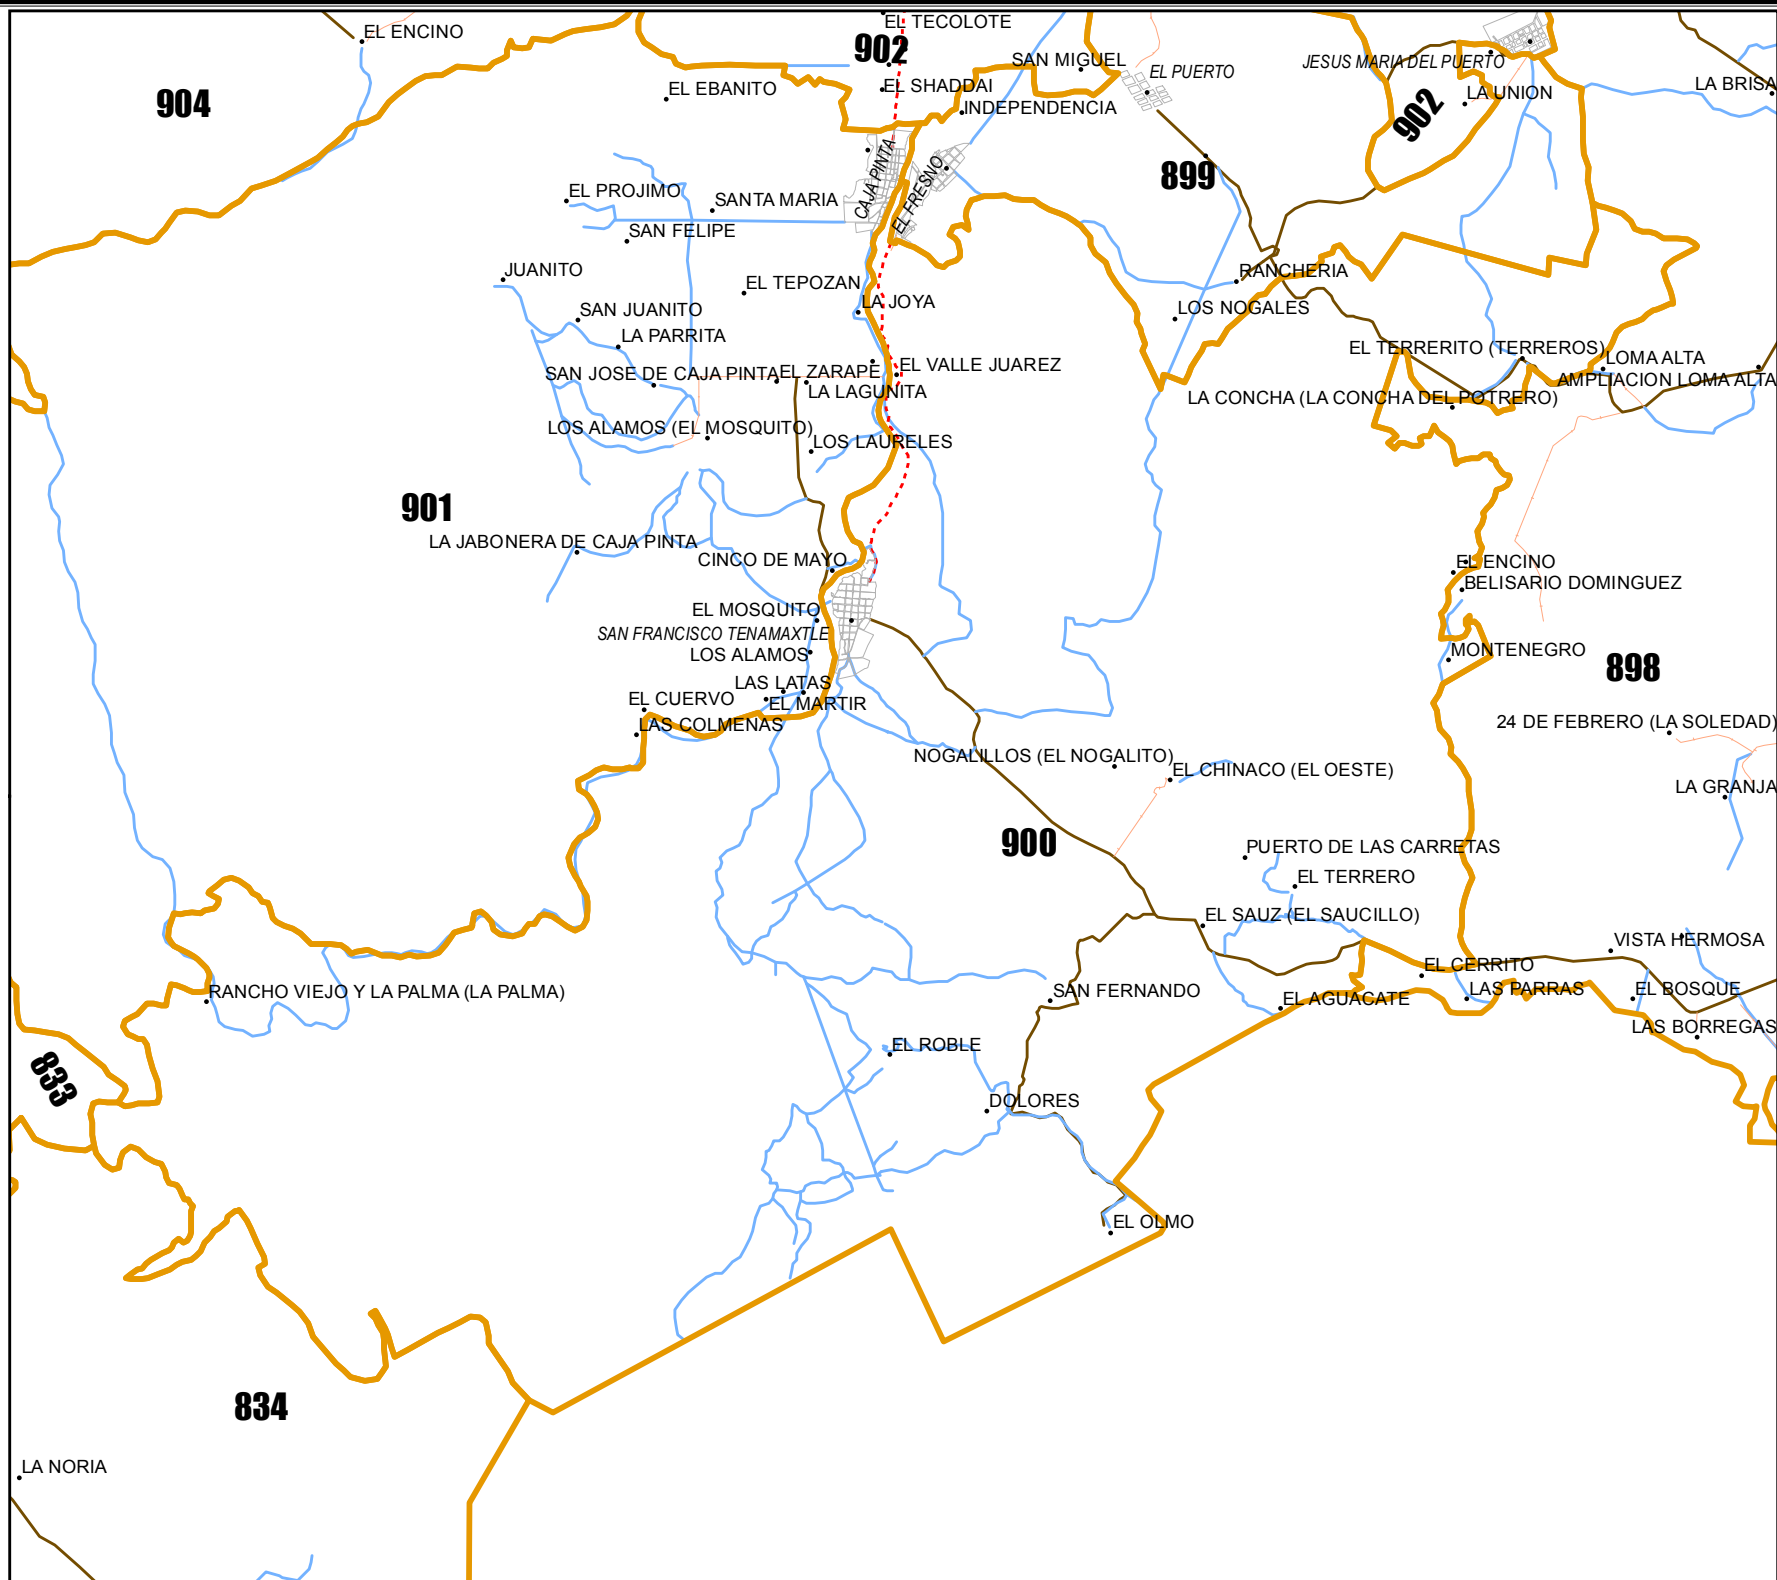 EL TECOLOTE
EL ENCINO
902
SAN MIGUEL
EL PUERTO
JESUS MARIA DEL PUERTO
EL EBANITO
EL SHADDAI
LA UNION
LA BRISA
904
INDEPENDENCIA
902
CAJA PINTA
EL FRESNO
899
EL PROJIMO
SANTA MARIA
SAN FELIPE
JUANITO
EL TEPOZAN
RANCHERIA
LA JOYA
SAN JUANITO
LOS NOGALES
LA PARRITA
EL TERRERITO (TERREROS)
LOMA ALTA
EL VALLE JUAREZ
SAN JOSE DE CAJA PINTA
EL ZARAPE
AMPLIACION LOMA ALTA
LA LAGUNITA
LA CONCHA (LA CONCHA DEL POTRERO)
LOS ALAMOS (EL MOSQUITO)
LOS LAURELES
901
LA JABONERA DE CAJA PINTA
CINCO DE MAYO
EL ENCINO
BELISARIO DOMINGUEZ
EL MOSQUITO
SAN FRANCISCO TENAMAXTLE
LOS ALAMOS
MONTENEGRO
898
LAS LATAS
EL CUERVO
EL MARTIR
LAS COLMENAS
24 DE FEBRERO (LA SOLEDAD)
NOGALILLOS (EL NOGALITO)
EL CHINACO (EL OESTE)
LA GRANJA
900
PUERTO DE LAS CARRETAS
EL TERRERO
EL SAUZ (EL SAUCILLO)
VISTA HERMOSA
EL CERRITO
RANCHO VIEJO Y LA PALMA (LA PALMA)
SAN FERNANDO
EL AGUACATE
LAS PARRAS
EL BOSQUE
LAS BORREGAS
EL ROBLE
833
DOLORES
EL OLMO
834
LA NORIA